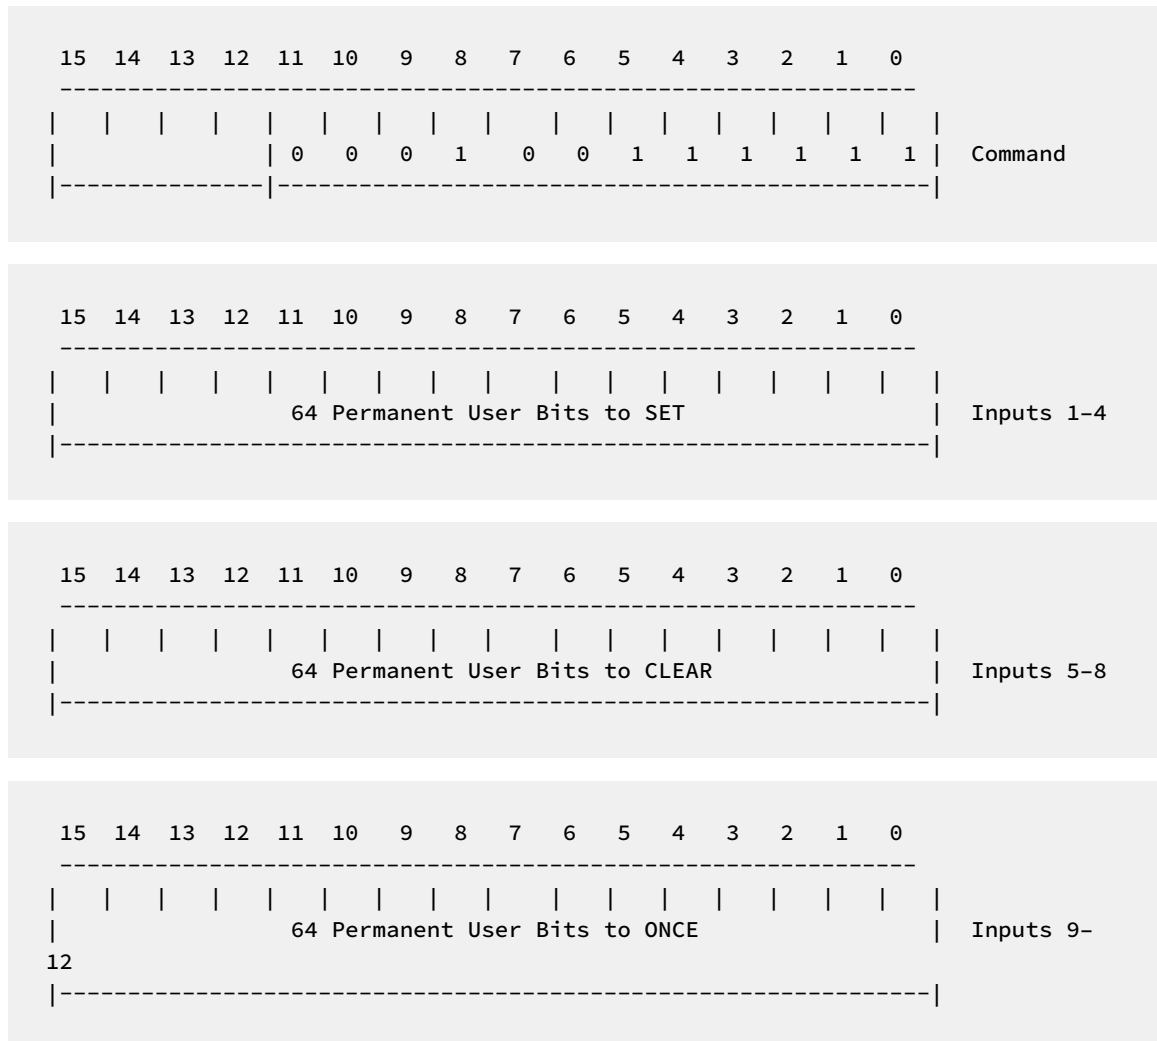 15  14  13  12  11  10   9   8   7   6   5   4   3   2   1   0
 ---------------------------------------------------------------
|   |   |   |   |   |   |   |   |    |   |   |   |   |   |   |   |
|               | 0   0   0   1    0   0   1   1   1   1   1   1 |  Command
|---------------|------------------------------------------------|
15  14  13  12  11  10   9   8   7   6   5   4   3   2   1   0
 ---------------------------------------------------------------
|   |   |   |   |   |   |   |   |    |   |   |   |   |   |   |   |
|                 64 Permanent User Bits to SET                  |  Inputs 1-4
|----------------------------------------------------------------|
15  14  13  12  11  10   9   8   7   6   5   4   3   2   1   0
 ---------------------------------------------------------------
|   |   |   |   |   |   |   |   |    |   |   |   |   |   |   |   |
|                 64 Permanent User Bits to CLEAR                |  Inputs 5-8
|----------------------------------------------------------------|
15  14  13  12  11  10   9   8   7   6   5   4   3   2   1   0
 ---------------------------------------------------------------
|   |   |   |   |   |   |   |   |    |   |   |   |   |   |   |   |
|                 64 Permanent User Bits to ONCE                 |  Inputs 9-
12
|----------------------------------------------------------------|